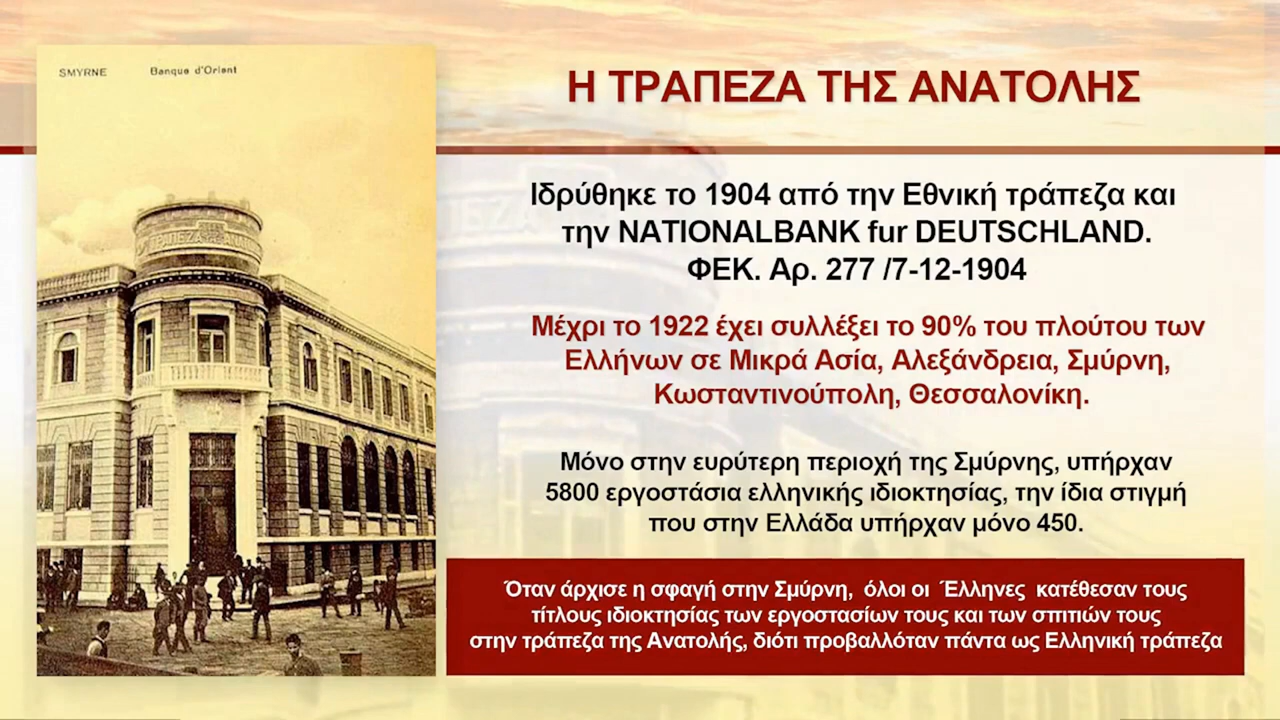 SMYRNE Banque d'Orient
Η ΤΡΑΠΕΖΑ ΤΗΣ ΑΝΑΤΟΛΗΣ
ΤΡΑΠΕΖΑ
Ιδρύθηκε το 1904 από την Εθνική τράπεζα και
την NATIONALBANK fur DEUTSCHLAND.
ΦΕΚ. Αρ. 277 /7-12-1904
Μέχρι το 1922 έχει συλλέξει το 90% του πλούτου των
Ελλήνων σε Μικρά Ασία, Αλεξάνδρεια, Σμύρνη,
Κωσταντινούπολη, Θεσσαλονίκη.
Μόνο στην ευρύτερη περιοχή της Σμύρνης, υπήρχαν
5800 εργοστάσια ελληνικής ιδιοκτησίας, την ίδια στιγμή
που στην Ελλάδα υπήρχαν μόνο 450.
Όταν άρχισε η σφαγή στην Σμύρνη, όλοι οι Έλληνες κατέθεσαν τους
τίτλους ιδιοκτησίας των εργοστασίων τους και των σπιτιών τους
στην τράπεζα της Ανατολής, διότι προβαλλόταν πάντα ως Ελληνική τράπεζα